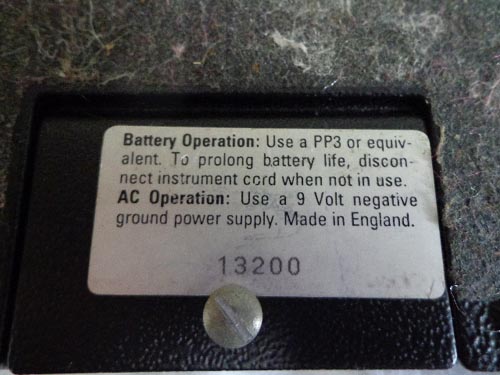 Battery Operation: Use a PP3 or equiv-
alent. To prolong battery life, discon-
nect instrument cord when not in use.
AC Operation: Use a 9 Volt negative
ground power supply. Made in England.
13200